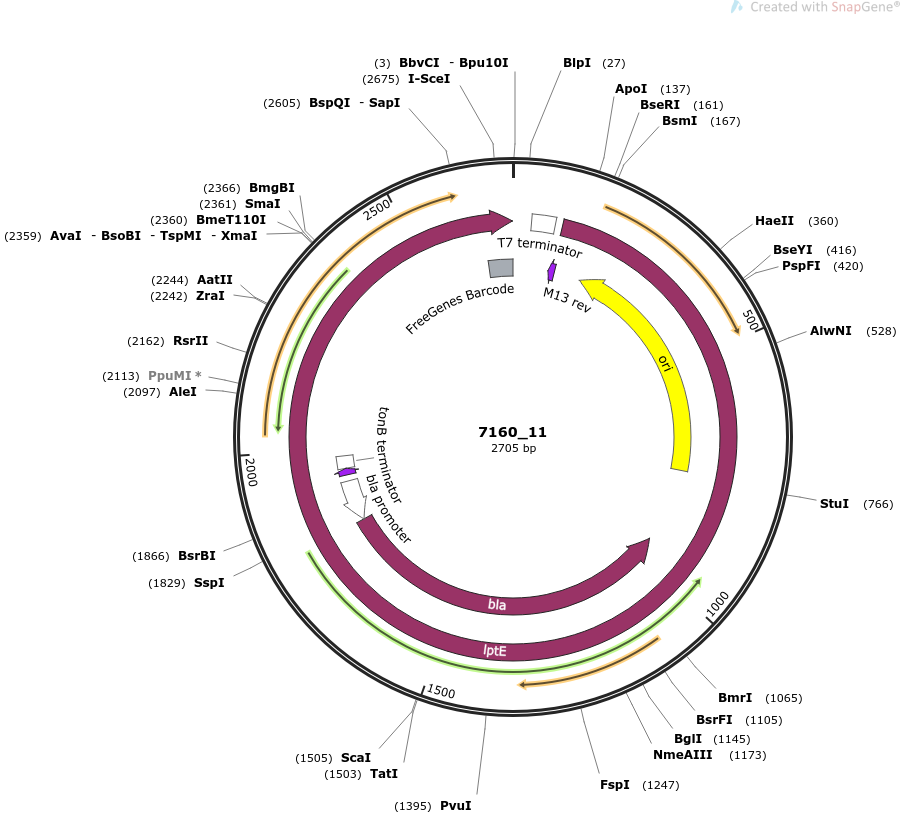 Created with SnapGene®
(3) BbvCI - Bpu10I
(2675) I-SceI
(2605) BspQI - SapI
BlpI (27)
ApoI (137)
BseRI (161)
BsmI (167)
(2366) BmgBI
(2361) SmaI
(2360) BmeT110I
(2359) AvaI - BsoBI - TspMI - XmaI
(2244) AatII
(2242) ZraI
(2162) RsrII
(2113) PpuMI *
(2097) AleI
HaeII (360)
BseYI (416)
PspFI (420)
AlwNI (528)
StuI (766)
2500
500
2000
1000
1500
T7 terminator
FreeGenes Barcode
M13 rev
ori
7160_11
2705 bp
tonB terminator
bla promoter
bla
lptE
(1866) BsrBI
(1829) SspI
BmrI (1065)
BsrFI (1105)
BglI (1145)
NmeAIII (1173)
FspI (1247)
(1505) ScaI
(1503) TatI
(1395) PvuI